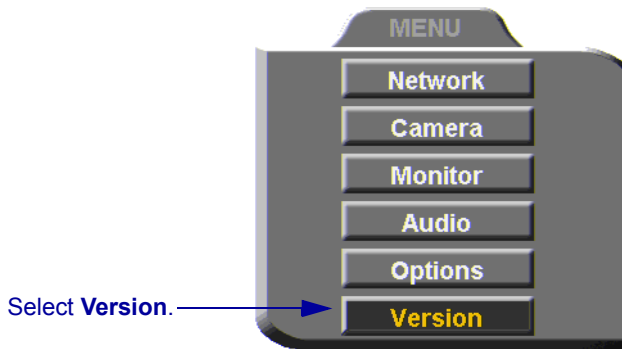 MENU
Network
Camera
Monitor
Audio
Options
Select Version.
Version